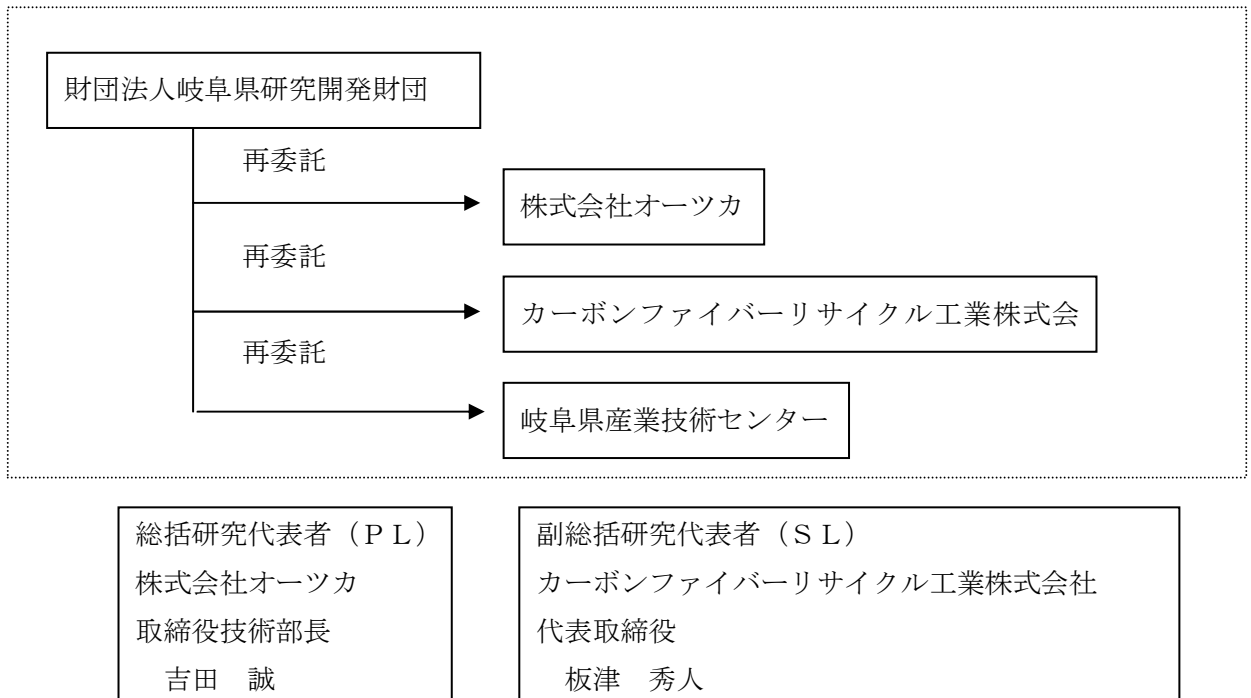 財団法人岐阜県研究開発財団
再委託
株式会社オーツカ
再委託
カーボンファイバーリサイクル工業株式会
再委託
岐阜県産業技術センター
総括研究代表者（ＰＬ）
株式会社オーツカ
取締役技術部長
吉田　誠
副総括研究代表者（ＳＬ）
カーボンファイバーリサイクル工業株式会社
代表取締役
板津　秀人